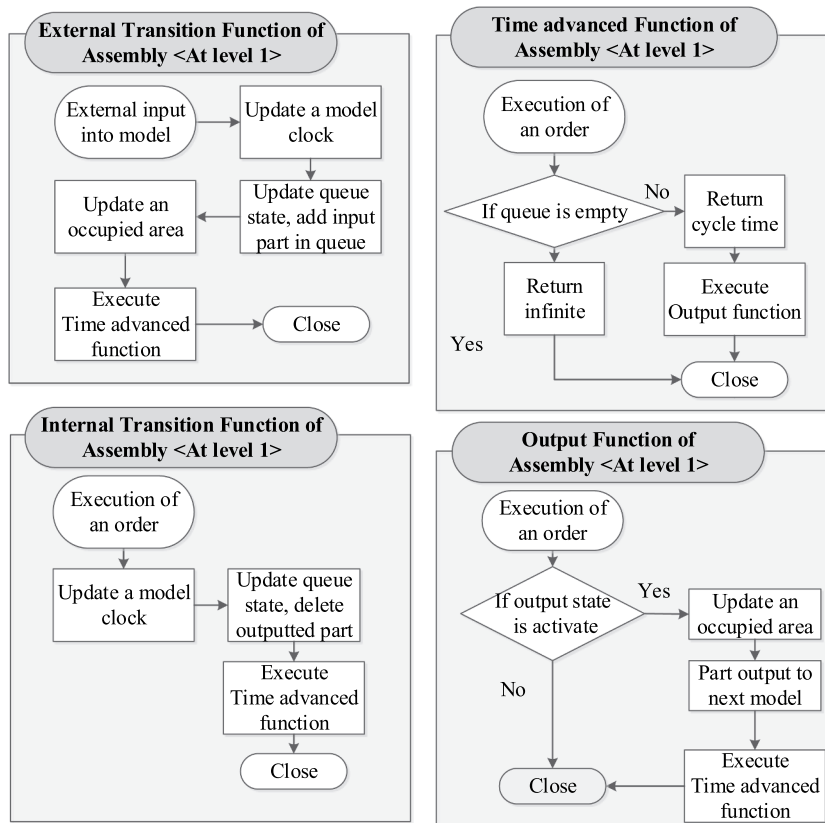 External Transition Function of
Assembly <At level 1>
External input
into model
Update a model
clock
Update an
occupied area
Update queue
state, add input
part in queue
Execute
Time advanced
function
Close
Time advanced Function of
Assembly <At level 1>
Execution of
an order
If queue is empty
No
Return
cycle time
Return
infinite
Execute
Output function
Yes
Close
Internal Transition Function of
Assembly <At level 1>
Execution of
an order
Update a model
clock
Update queue
state, delete
outputted part
Execute
Time advanced
function
Close
Output Function of
Assembly <At level 1>
Execution of
an order
If output state
is activate
Yes
Update an
occupied area
No
Part output to
next model
Execute
Time advanced
function
Close